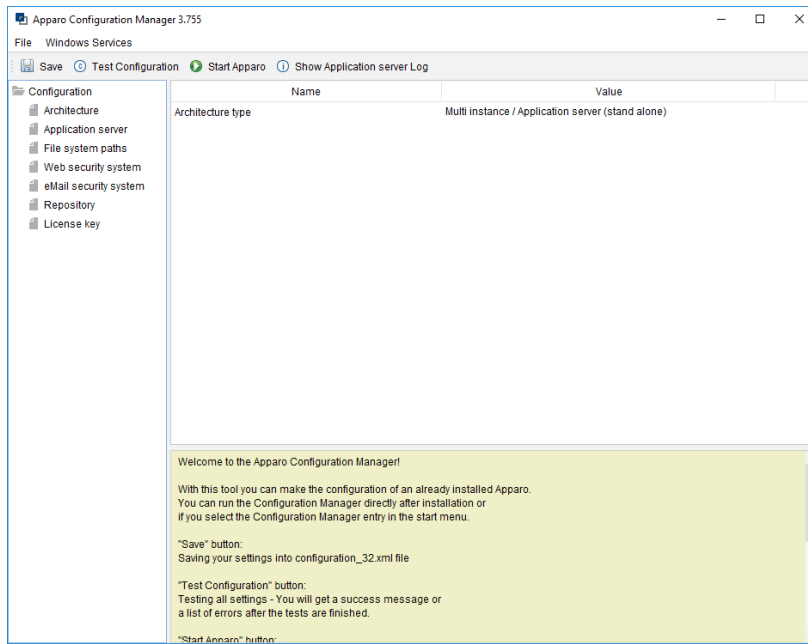 Apparo Configuration Manager 3.755
File Windows Services
Save Test Configuration Start Apparo Show Application server Log
Configuration
Architecture
Application server
File system paths
Web security system
eMail security system
Repository
License key
Name Value
Architecture type Multi instance / Application server (stand alone)
Welcome to the Apparo Configuration Manager!
With this tool you can make the configuration of an already installed Apparo.
You can run the Configuration Manager directly after installation or
if you select the Configuration Manager entry in the start menu.
"Save" button:
Saving your settings into configuration_32.xml file
"Test Configuration" button:
Testing all settings - You will get a success message or
a list of errors after the tests are finished.
"Start Apparo" button: